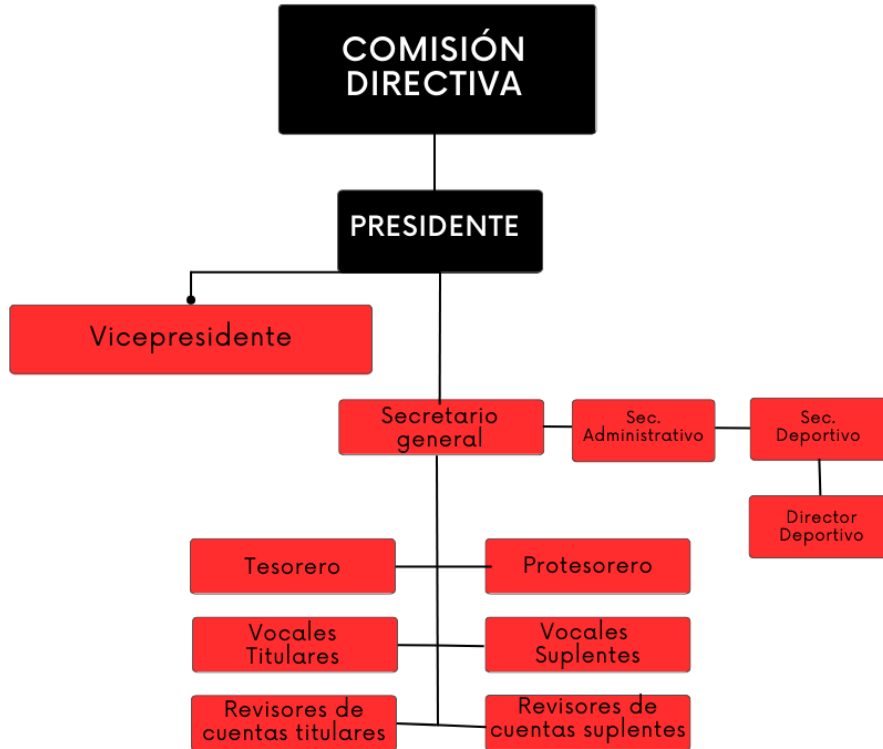 COMISIÓN
DIRECTIVA
PRESIDENTE
Vicepresidente
Secretario
general
Sec.
Administrativo
Sec.
Deportivo
Director
Deportivo
Tesorero
Protesorero
Vocales
Titulares
Vocales
Suplentes
Revisores de
cuentas titulares
Revisores de
cuentas suplentes